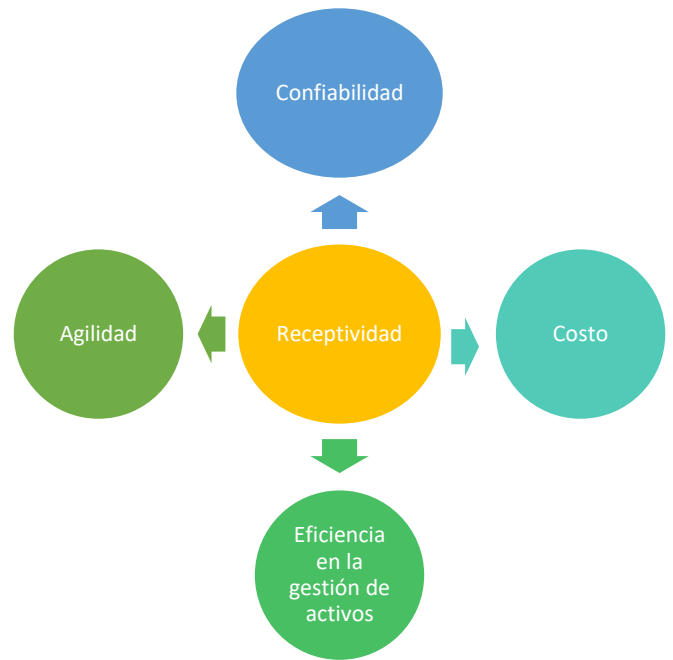 Confiabilidad
Agilidad
Receptividad
Costo
Eficiencia
en la
gestión de
activos